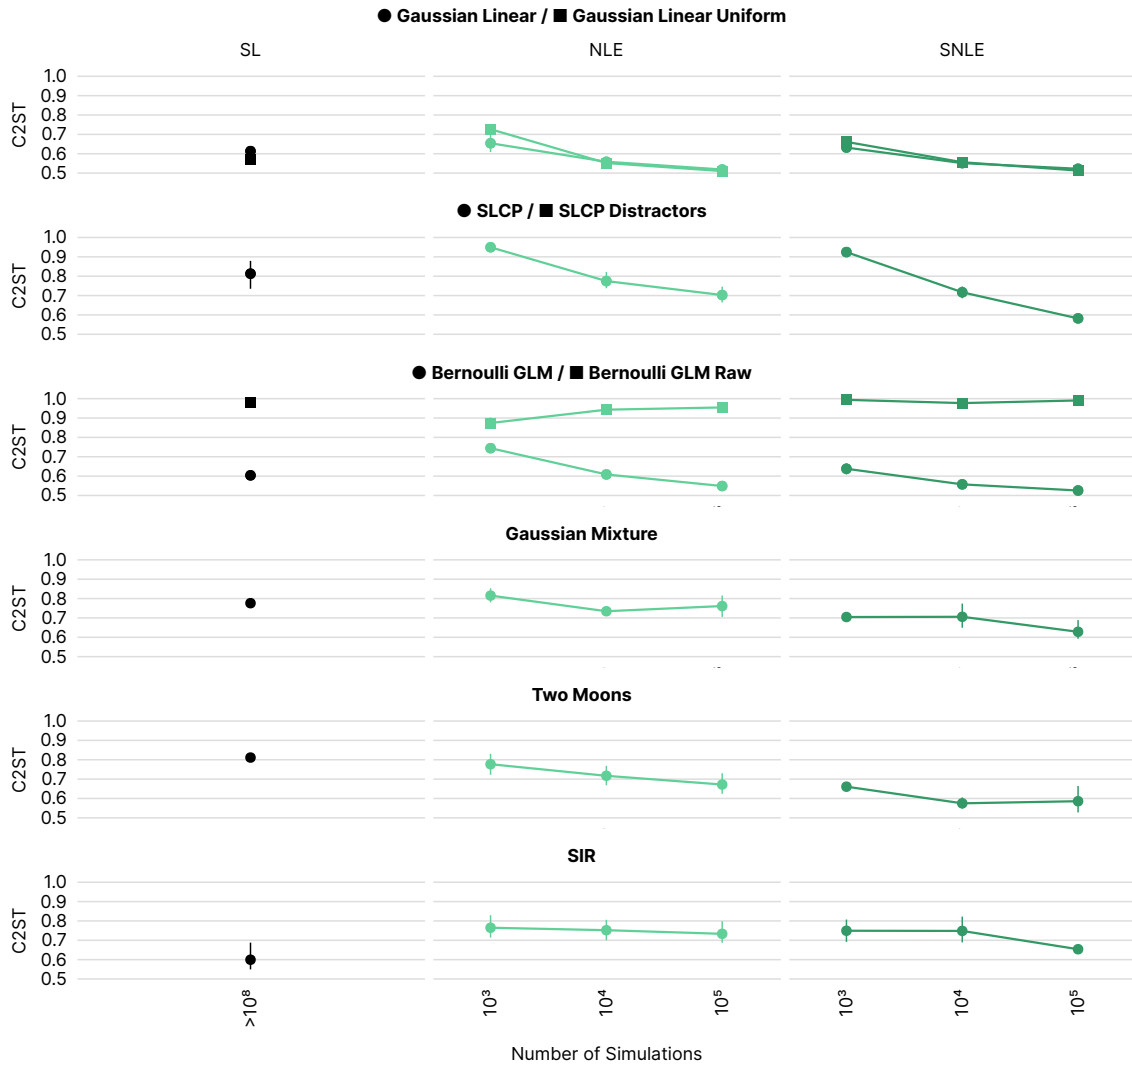 ● Gaussian Linear / ■ Gaussian Linear Uniform
SL NLE SNLE
C2ST
1.0
0.9
0.8
0.7
0.6
0.5
● SLCP / ■ SLCP Distractors
C2ST
1.0
0.9
0.8
0.7
0.6
0.5
● Bernoulli GLM / ■ Bernoulli GLM Raw
C2ST
1.0
0.9
0.8
0.7
0.6
0.5
Gaussian Mixture
C2ST
1.0
0.9
0.8
0.7
0.6
0.5
Two Moons
C2ST
1.0
0.9
0.8
0.7
0.6
0.5
SIR
C2ST
1.0
0.9
0.8
0.7
0.6
0.5
>10⁸ 10³ 10⁴ 10⁵ 10³ 10⁴ 10⁵
Number of Simulations